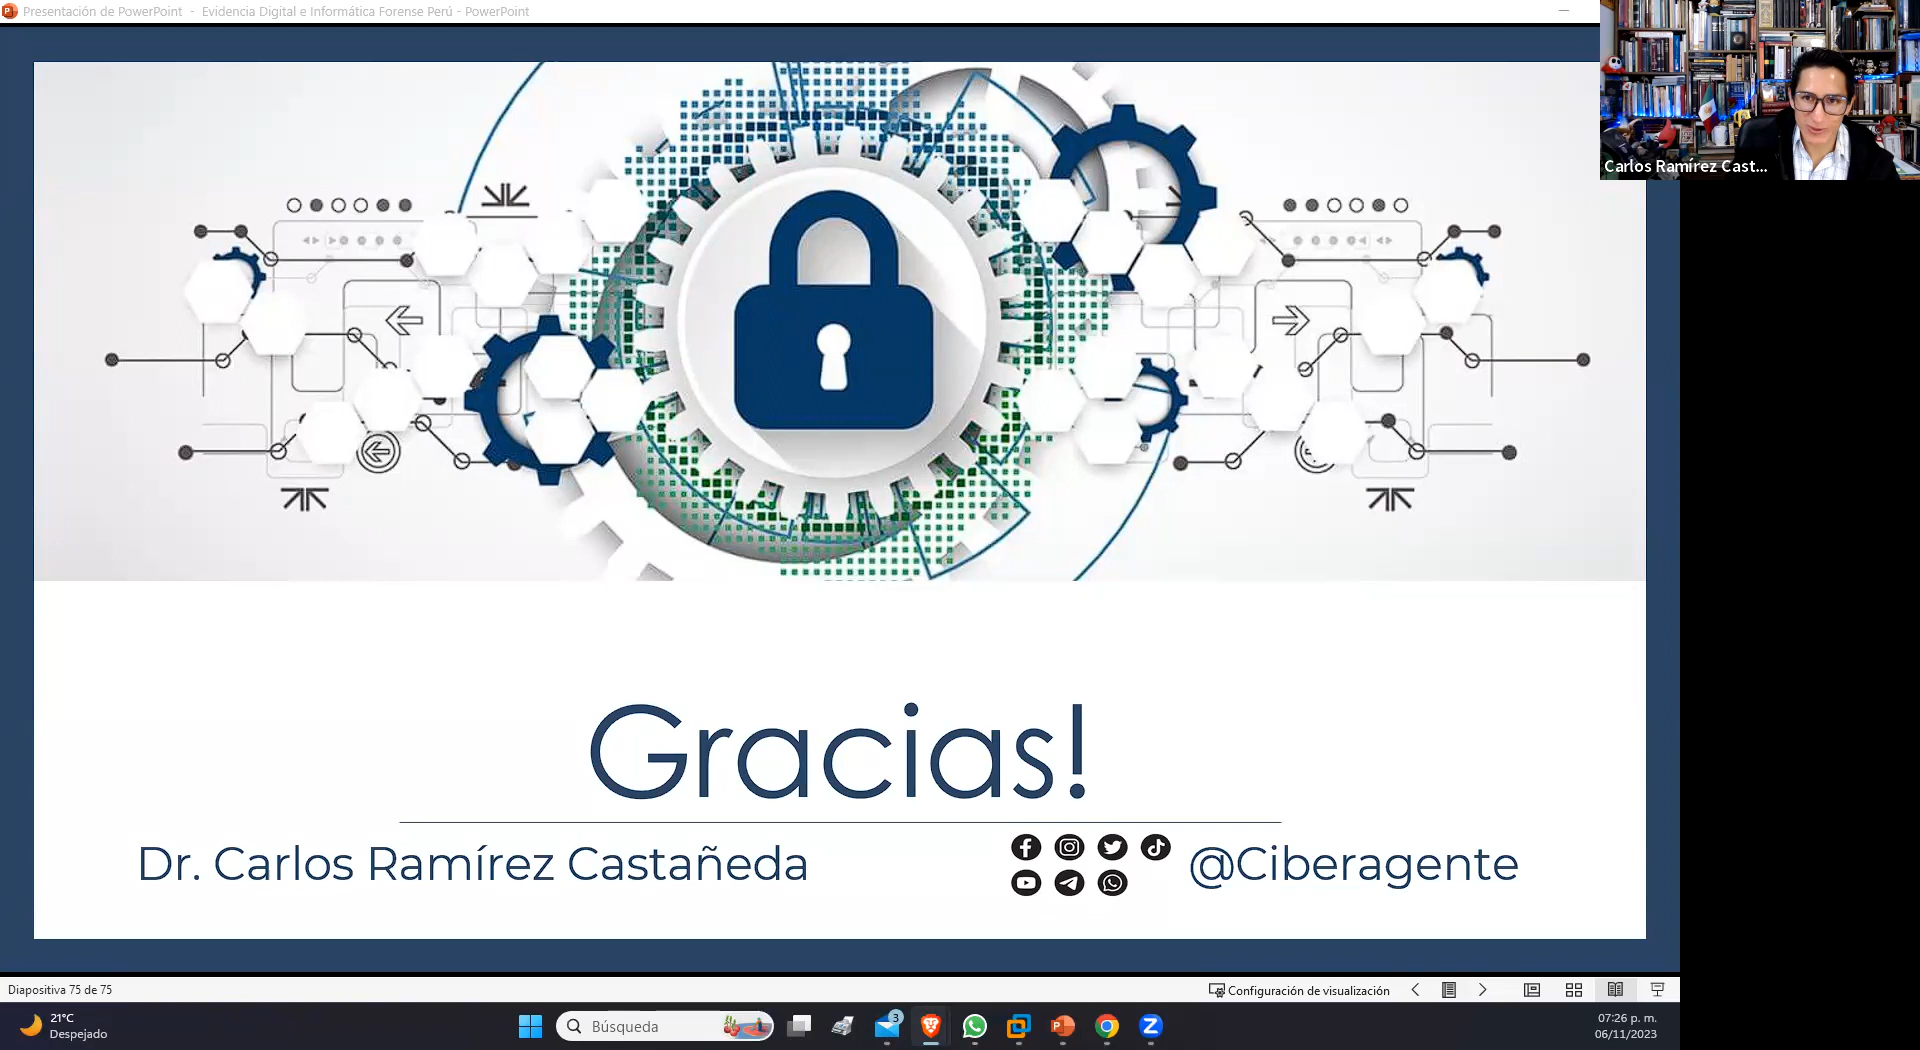 Presentación de PowerPoint - Evidencia Digital e Informática Forense Perú - PowerPoint
Carlos Ramírez Cast...
Gracias!
Dr. Carlos Ramírez Castañeda
@Ciberagente
Diapositiva 75 de 75
Configuración de visualización
21°C
Despejado
Búsqueda
3
07:26 p. m.
06/11/2023